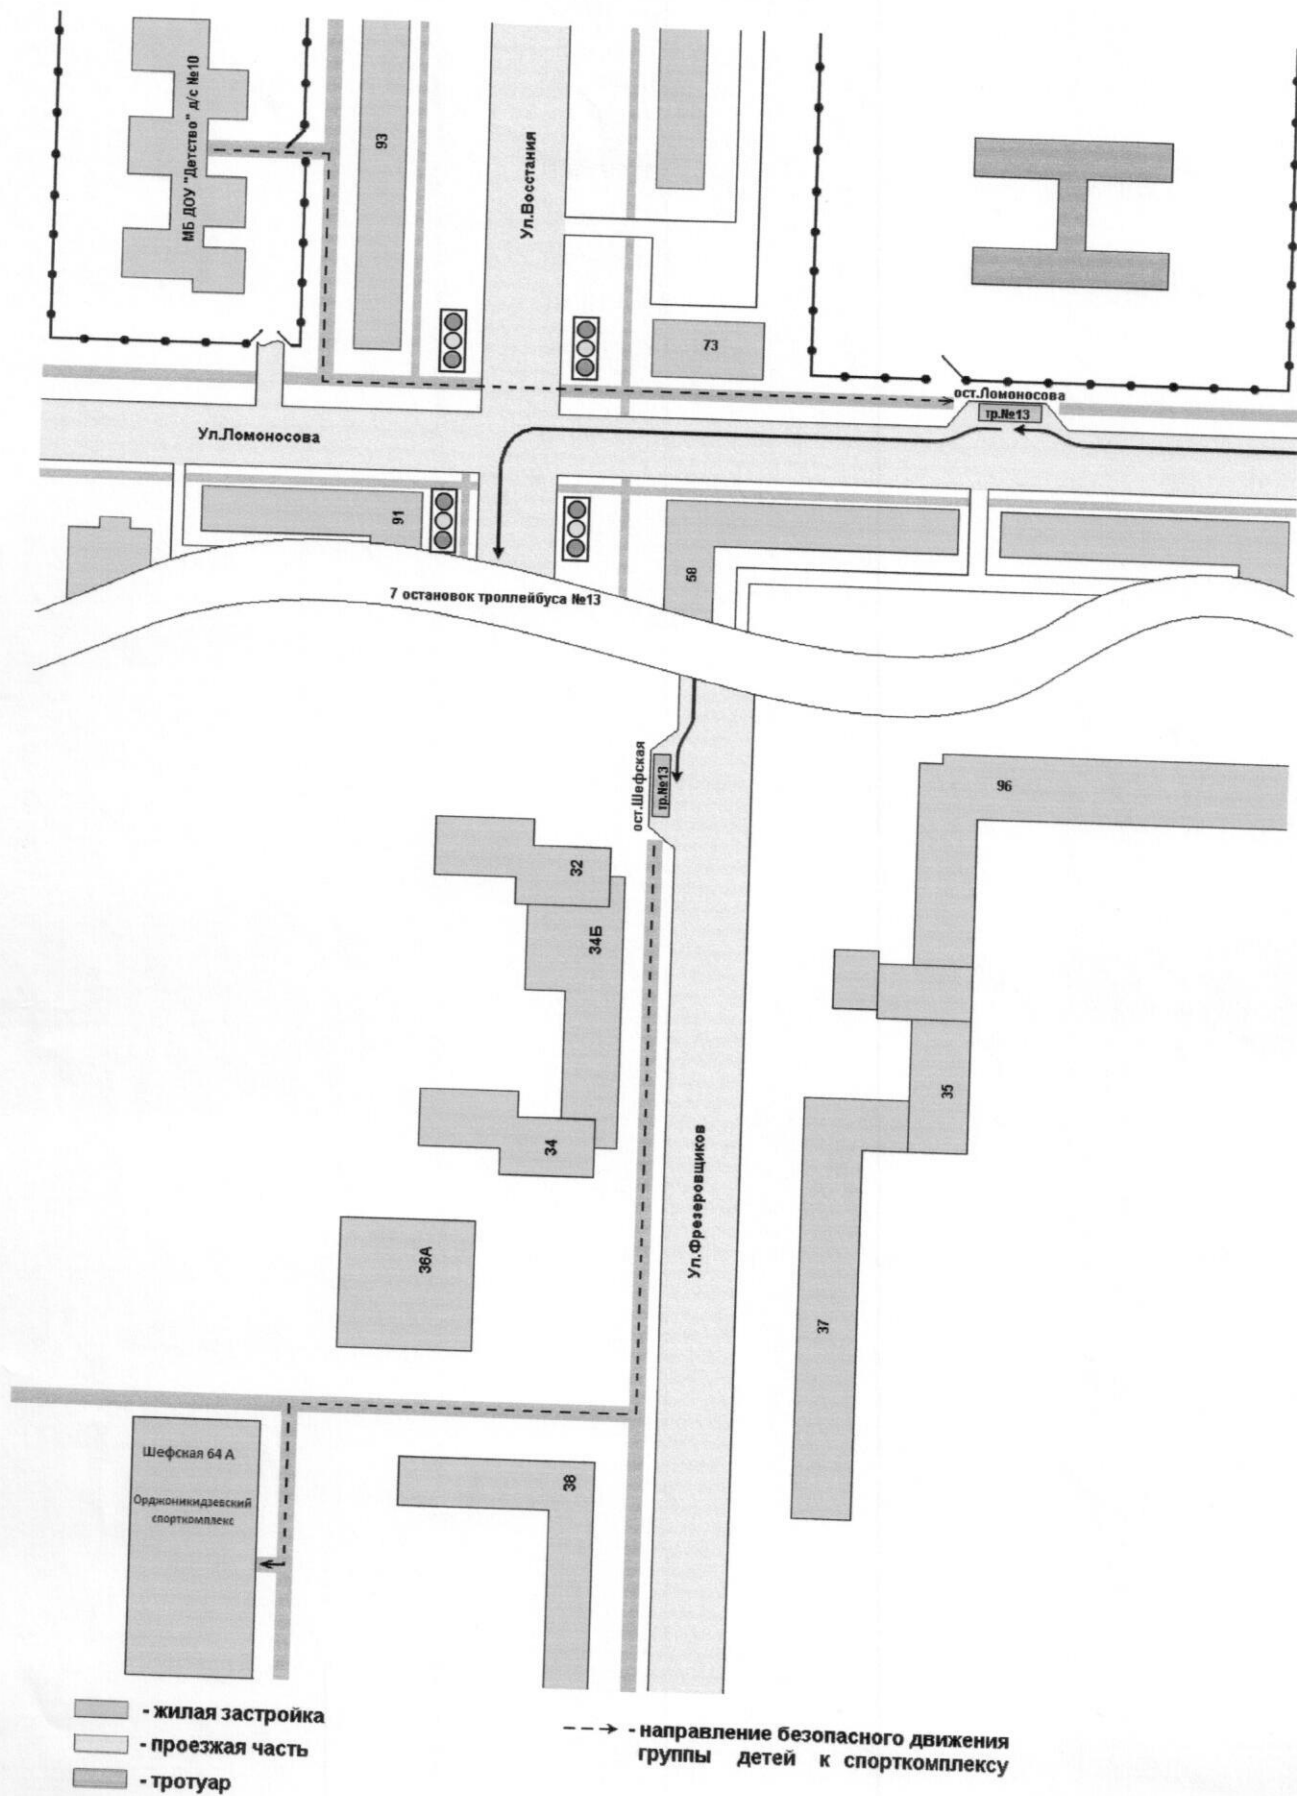 МБ ДОУ "Детство" д/с №10
93
Ул.Восстания
73
ост.Ломоносова
тр.№13
Ул.Ломоносова
91
58
7 остановок троллейбуса №13
ост.Шефская
тр.№13
96
32
34Б
35
34
Ул.Фрезеровщиков
36А
37
Шефская 64 А
Орджоникидзевский
спорткомплекс
38
- жилая застройка
- проезжая часть
- тротуар
- направление безопасного движения
группы детей к спорткомплексу